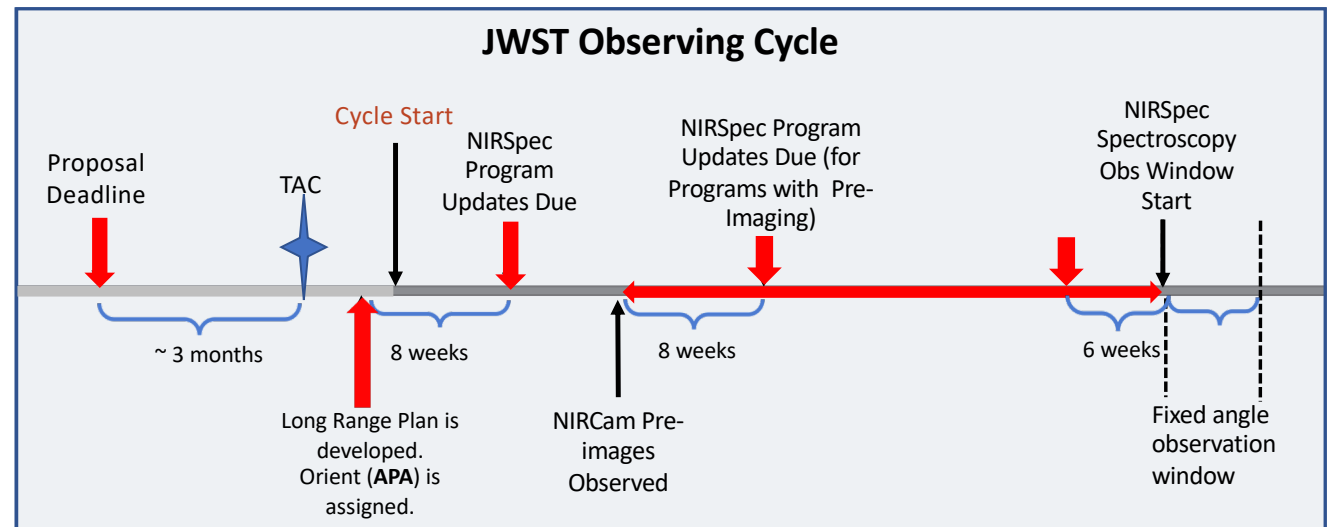 JWST Observing Cycle
Cycle Start
Proposal
Deadline
TAC
NIRSpec
Program
Updates Due
NIRSpec Program
Updates Due (for
Programs with Pre-
Imaging)
NIRSpec
Spectroscopy
Obs Window
Start
~ 3 months
8 weeks
8 weeks
6 weeks
Long Range Plan is
developed.
Orient (APA) is
assigned.
NIRCam Pre-
images
Observed
Fixed angle
observation
window